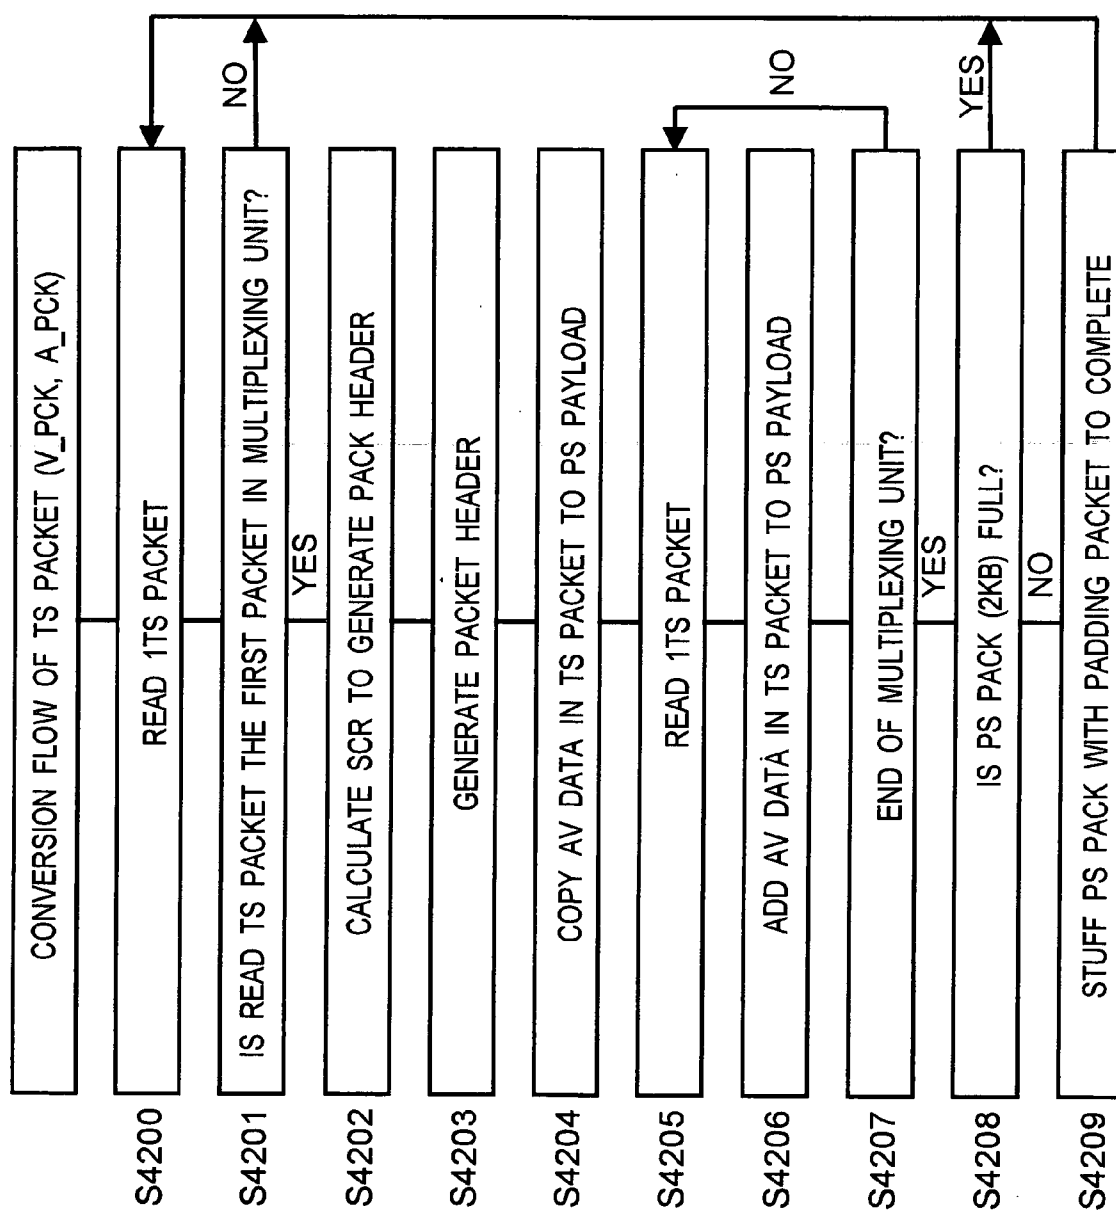 CONVERSION FLOW OF TS PACKET (V_PCK, A_PCK)
S4200
READ 1TS PACKET
S4201
IS READ TS PACKET THE FIRST PACKET IN MULTIPLEXING UNIT?
NO
YES
S4202
CALCULATE SCR TO GENERATE PACK HEADER
S4203
GENERATE PACKET HEADER
S4204
COPY AV DATA IN TS PACKET TO PS PAYLOAD
S4205
READ 1TS PACKET
S4206
ADD AV DATA IN TS PACKET TO PS PAYLOAD
NO
S4207
END OF MULTIPLEXING UNIT?
YES
S4208
IS PS PACK (2KB) FULL?
YES
NO
S4209
STUFF PS PACK WITH PADDING PACKET TO COMPLETE